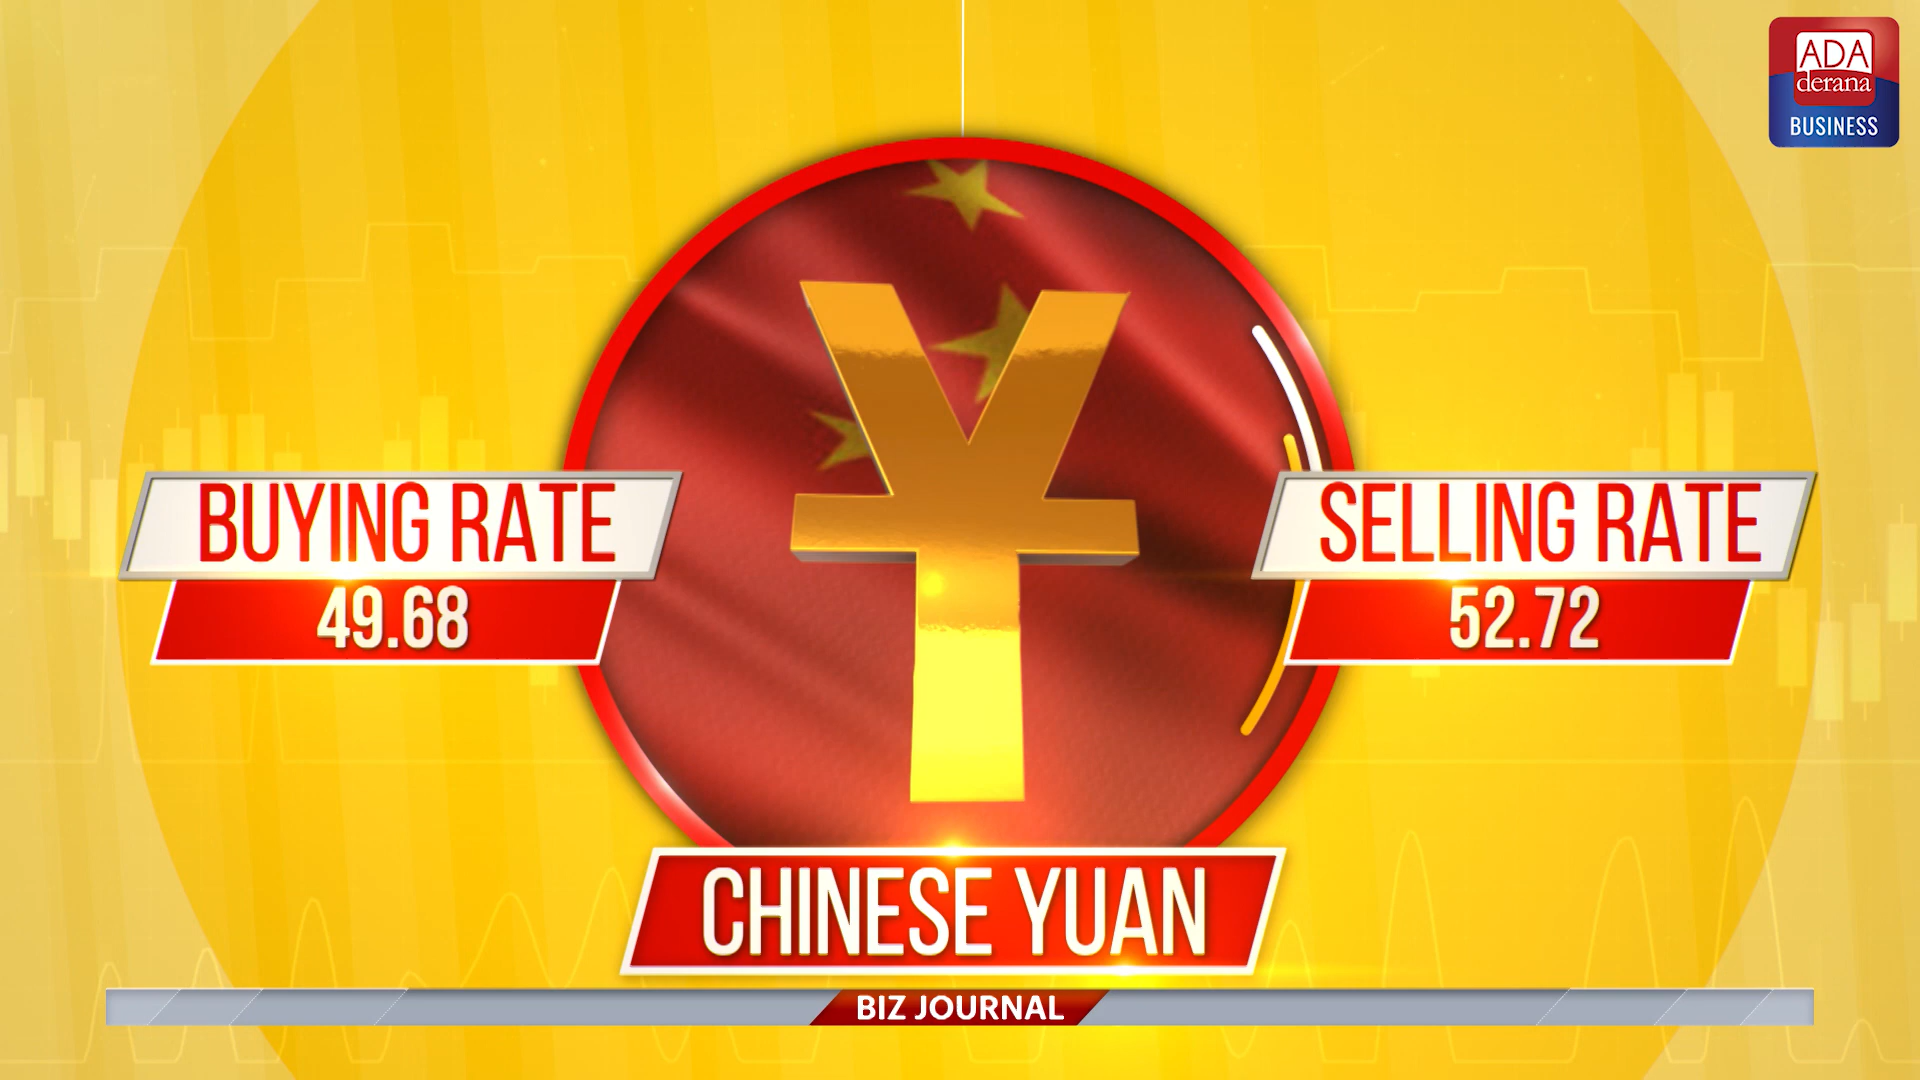 ADA
derana
BUSINESS
¥
BUYING RATE
49.68
SELLING RATE
52.72
CHINESE YUAN
BIZ JOURNAL